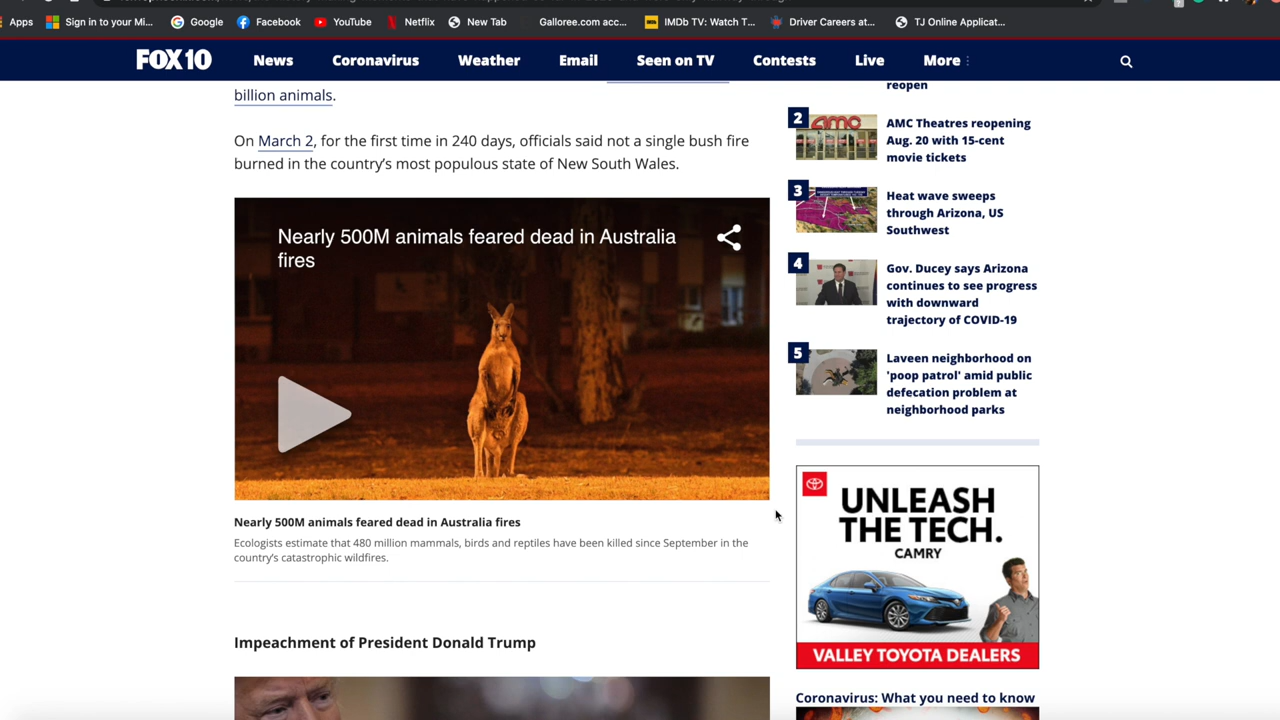 Apps
Sign in to your Mi...
Google
Facebook
YouTube
Netflix
New Tab
Galloree.com acc...
IMDb TV: Watch T...
Driver Careers at...
TJ Online Applicat...
FOX 10
News
Coronavirus
Weather
Email
Seen on TV
Contests
Live
More
billion animals.
On March 2, for the first time in 240 days, officials said not a single bush fire
burned in the country's most populous state of New South Wales.
Nearly 500M animals feared dead in Australia
fires
Nearly 500M animals feared dead in Australia fires
Ecologists estimate that 480 million mammals, birds and reptiles have been killed since September in the
country's catastrophic wildfires.
Impeachment of President Donald Trump
reopen
2
AMC Theatres reopening
Aug. 20 with 15-cent
movie tickets
amc
3
Heat wave sweeps
through Arizona, US
Southwest
4
Gov. Ducey says Arizona
continues to see progress
with downward
trajectory of COVID-19
5
Laveen neighborhood on
'poop patrol' amid public
defecation problem at
neighborhood parks
UNLEASH
THE TECH.
CAMRY
VALLEY TOYOTA DEALERS
Coronavirus: What you need to know